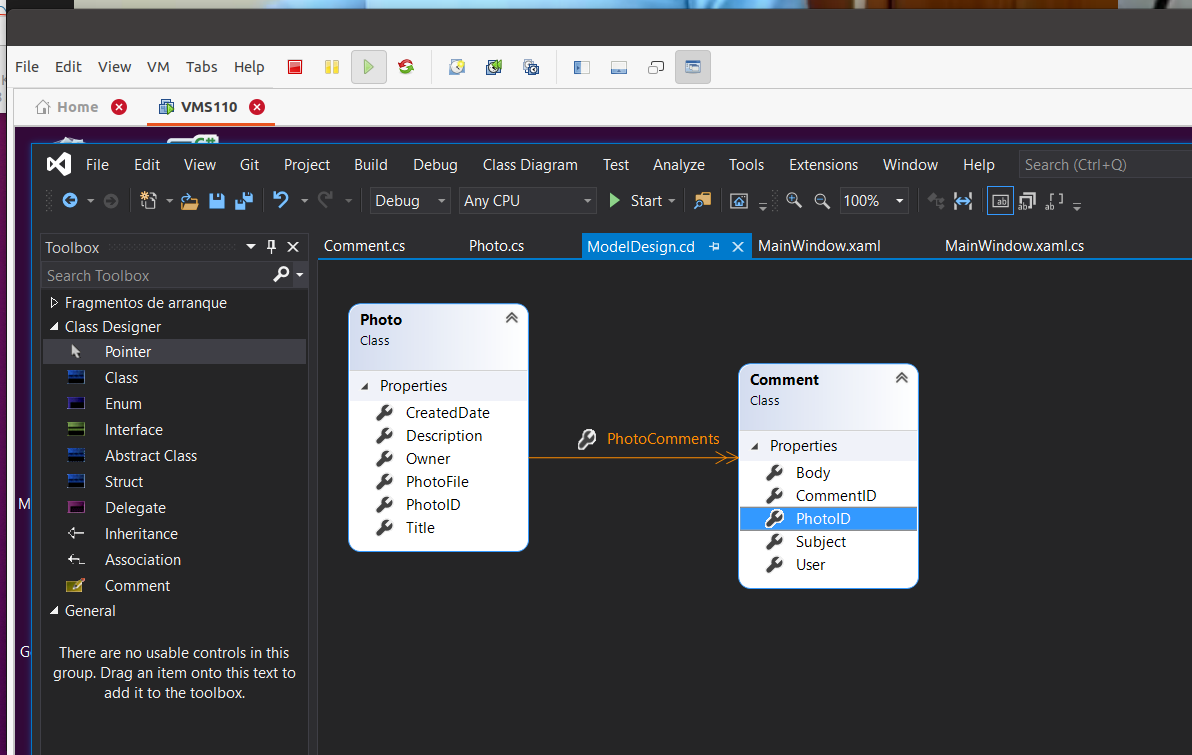 File Edit View VM Tabs Help
Home VMS110
File Edit View Git Project Build Debug Class Diagram Test Analyze Tools Extensions Window Help Search (Ctrl+Q)
Debug Any CPU Start 100%
Toolbox
Comment.cs Photo.cs ModelDesign.cd MainWindow.xaml MainWindow.xaml.cs
Search Toolbox
Fragmentos de arranque
Class Designer
Pointer
Class
Enum
Interface
Abstract Class
Struct
Delegate
Inheritance
Association
Comment
General
There are no usable controls in this
group. Drag an item onto this text to
add it to the toolbox.
Photo
Class
Properties
CreatedDate
Description
Owner
PhotoFile
PhotoID
Title
PhotoComments
Comment
Class
Properties
Body
CommentID
PhotoID
Subject
User